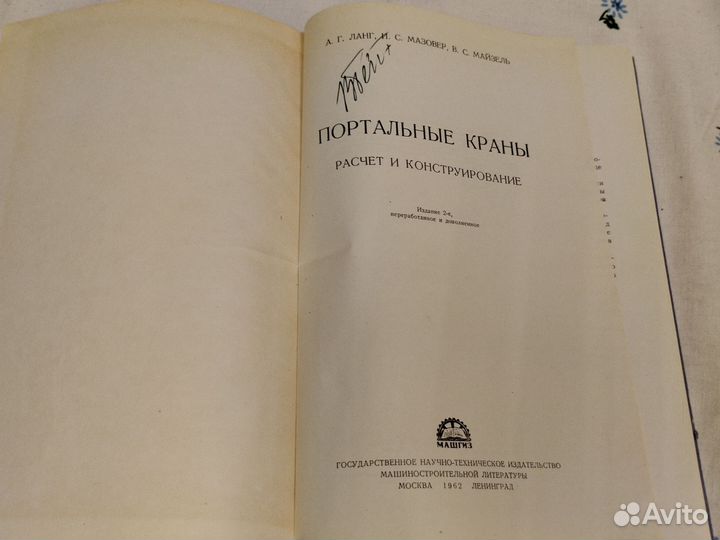 А. Г. ЛАНГ, И. С. МАЗОВЕР, В. С. МАЙЗЕЛЬ
ПОРТАЛЬНЫЕ КРАНЫ
РАСЧЕТ И КОНСТРУИРОВАНИЕ
Издание 2-е,
переработанное и дополненное
МАШГИЗ
ГОСУДАРСТВЕННОЕ НАУЧНО-ТЕХНИЧЕСКОЕ ИЗДАТЕЛЬСТВО
МАШИНОСТРОИТЕЛЬНОЙ ЛИТЕРАТУРЫ
МОСКВА 1962 ЛЕНИНГРАД
Avito